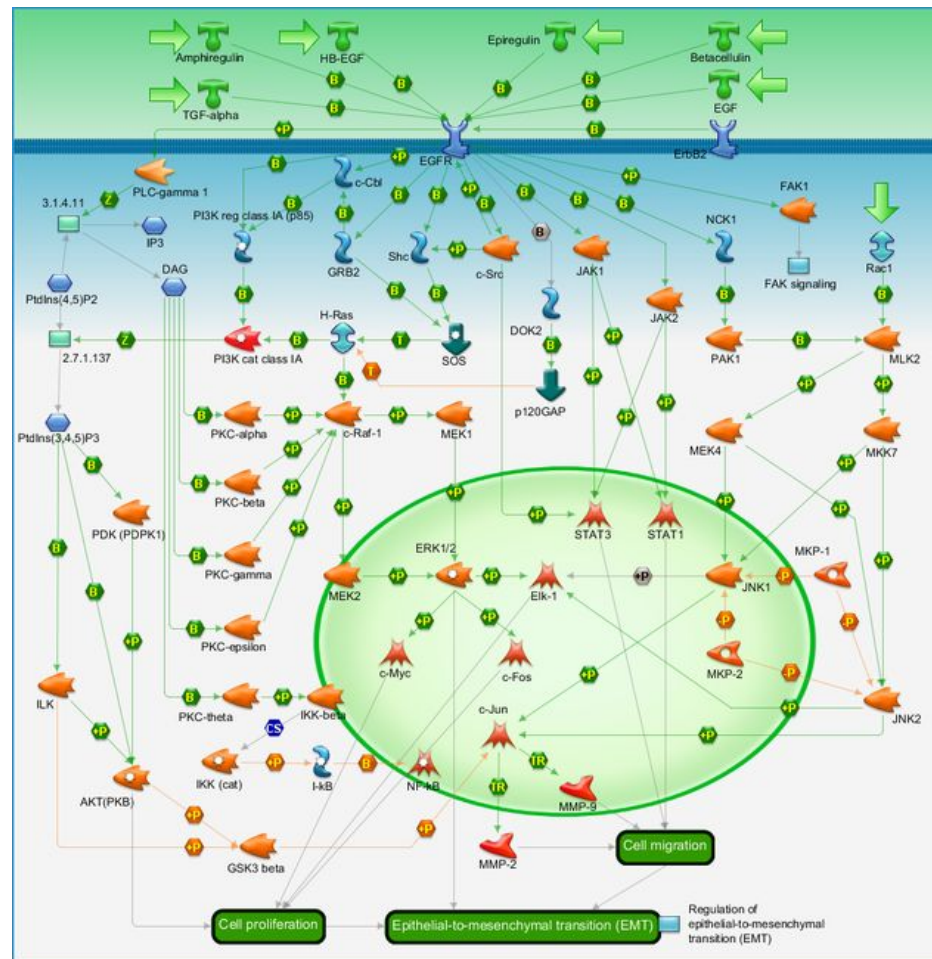 Amphiregulin
HB-EGF
Epiregulin
Betacellulin
B
B
B
B
TGF-alpha
B
B
EGF
+P
B
EGFR
ErbB2
PLC-gamma 1
B
c-Cbl
+P
+P
FAK1
3.1.4.11
Z
PI3K reg class IA (p85)
B
B
B
B
+P
B
B
B
B
NCK1
IP3
DAG
GRB2
Shc
+P
c-Src
B
JAK1
FAK signaling
Rac1
PtdIns(4,5)P2
B
B
B
H-Ras
DOK2
JAK2
B
B
2.7.1.137
Z
PI3K cat class IA
B
T
SOS
B
PAK1
B
MLK2
T
p120GAP
B
+P
+P
+P
+P
PtdIns(3,4,5)P3
B
PKC-alpha
+P
c-Raf-1
+P
MEK1
MEK4
MKK7
B
+P
B
PKC-beta
+P
+P
+P
+P
PDK (PDPK1)
+P
STAT3
STAT1
B
B
PKC-gamma
+P
ERK1/2
MKP-1
+P
B
B
+P
MEK2
+P
+P
Elk-1
+P
JNK1
-P
+P
B
PKC-epsilon
+P
+P
-P
-P
c-Myc
c-Fos
MKP-2
-P
ILK
B
PKC-theta
+P
IKK-beta
+P
+P
JNK2
+P
CS
c-Jun
+P
AKT(PKB)
IKK (cat)
+P
I-kB
B
NF-kB
TR
TR
MMP-9
+P
+P
GSK3 beta
+P
MMP-2
Cell migration
Cell proliferation
Epithelial-to-mesenchymal transition (EMT)
Regulation of
epithelial-to-mesenchymal
transition (EMT)